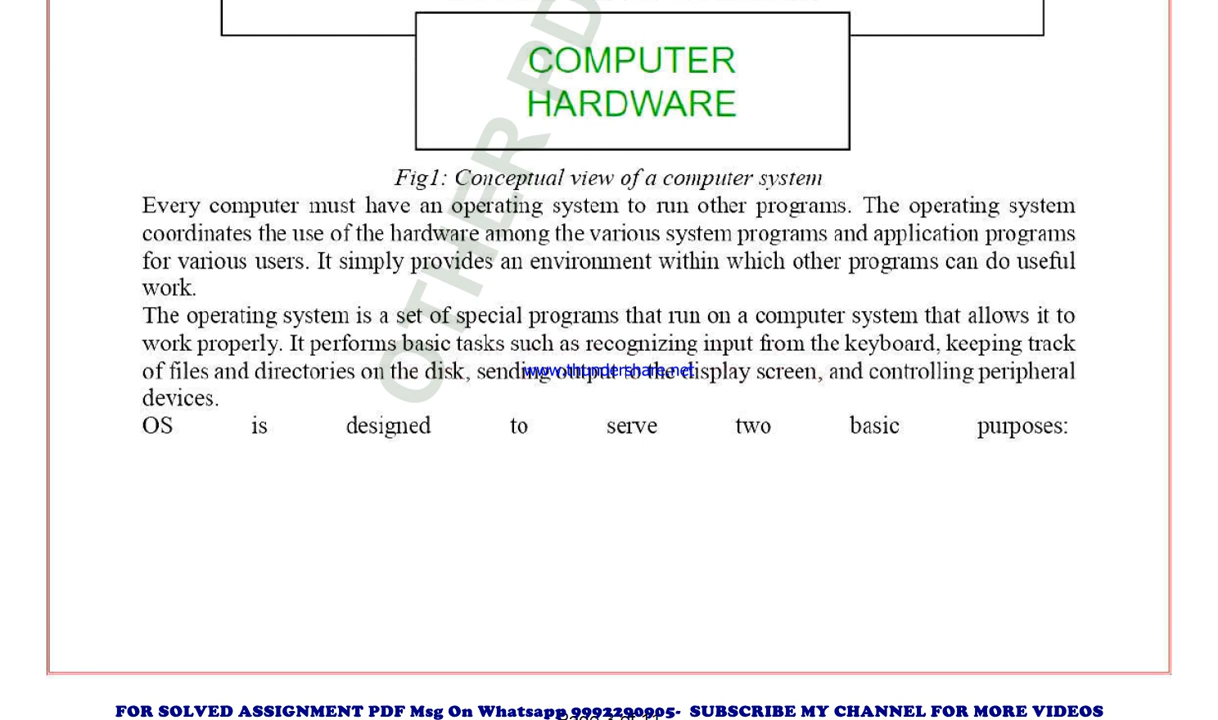 COMPUTER
HARDWARE
Fig1: Conceptual view of a computer system
Every computer must have an operating system to run other programs. The operating system
coordinates the use of the hardware among the various system programs and application programs
for various users. It simply provides an environment within which other programs can do useful
work.
The operating system is a set of special programs that run on a computer system that allows it to
work properly. It performs basic tasks such as recognizing input from the keyboard, keeping track
of files and directories on the disk, sending output to the display screen, and controlling peripheral
www.thundershare.net
devices.
OS is designed to serve two basic purposes:
OTHER PD
FOR SOLVED ASSIGNMENT PDF Msg On Whatsapp 9992290905- SUBSCRIBE MY CHANNEL FOR MORE VIDEOS